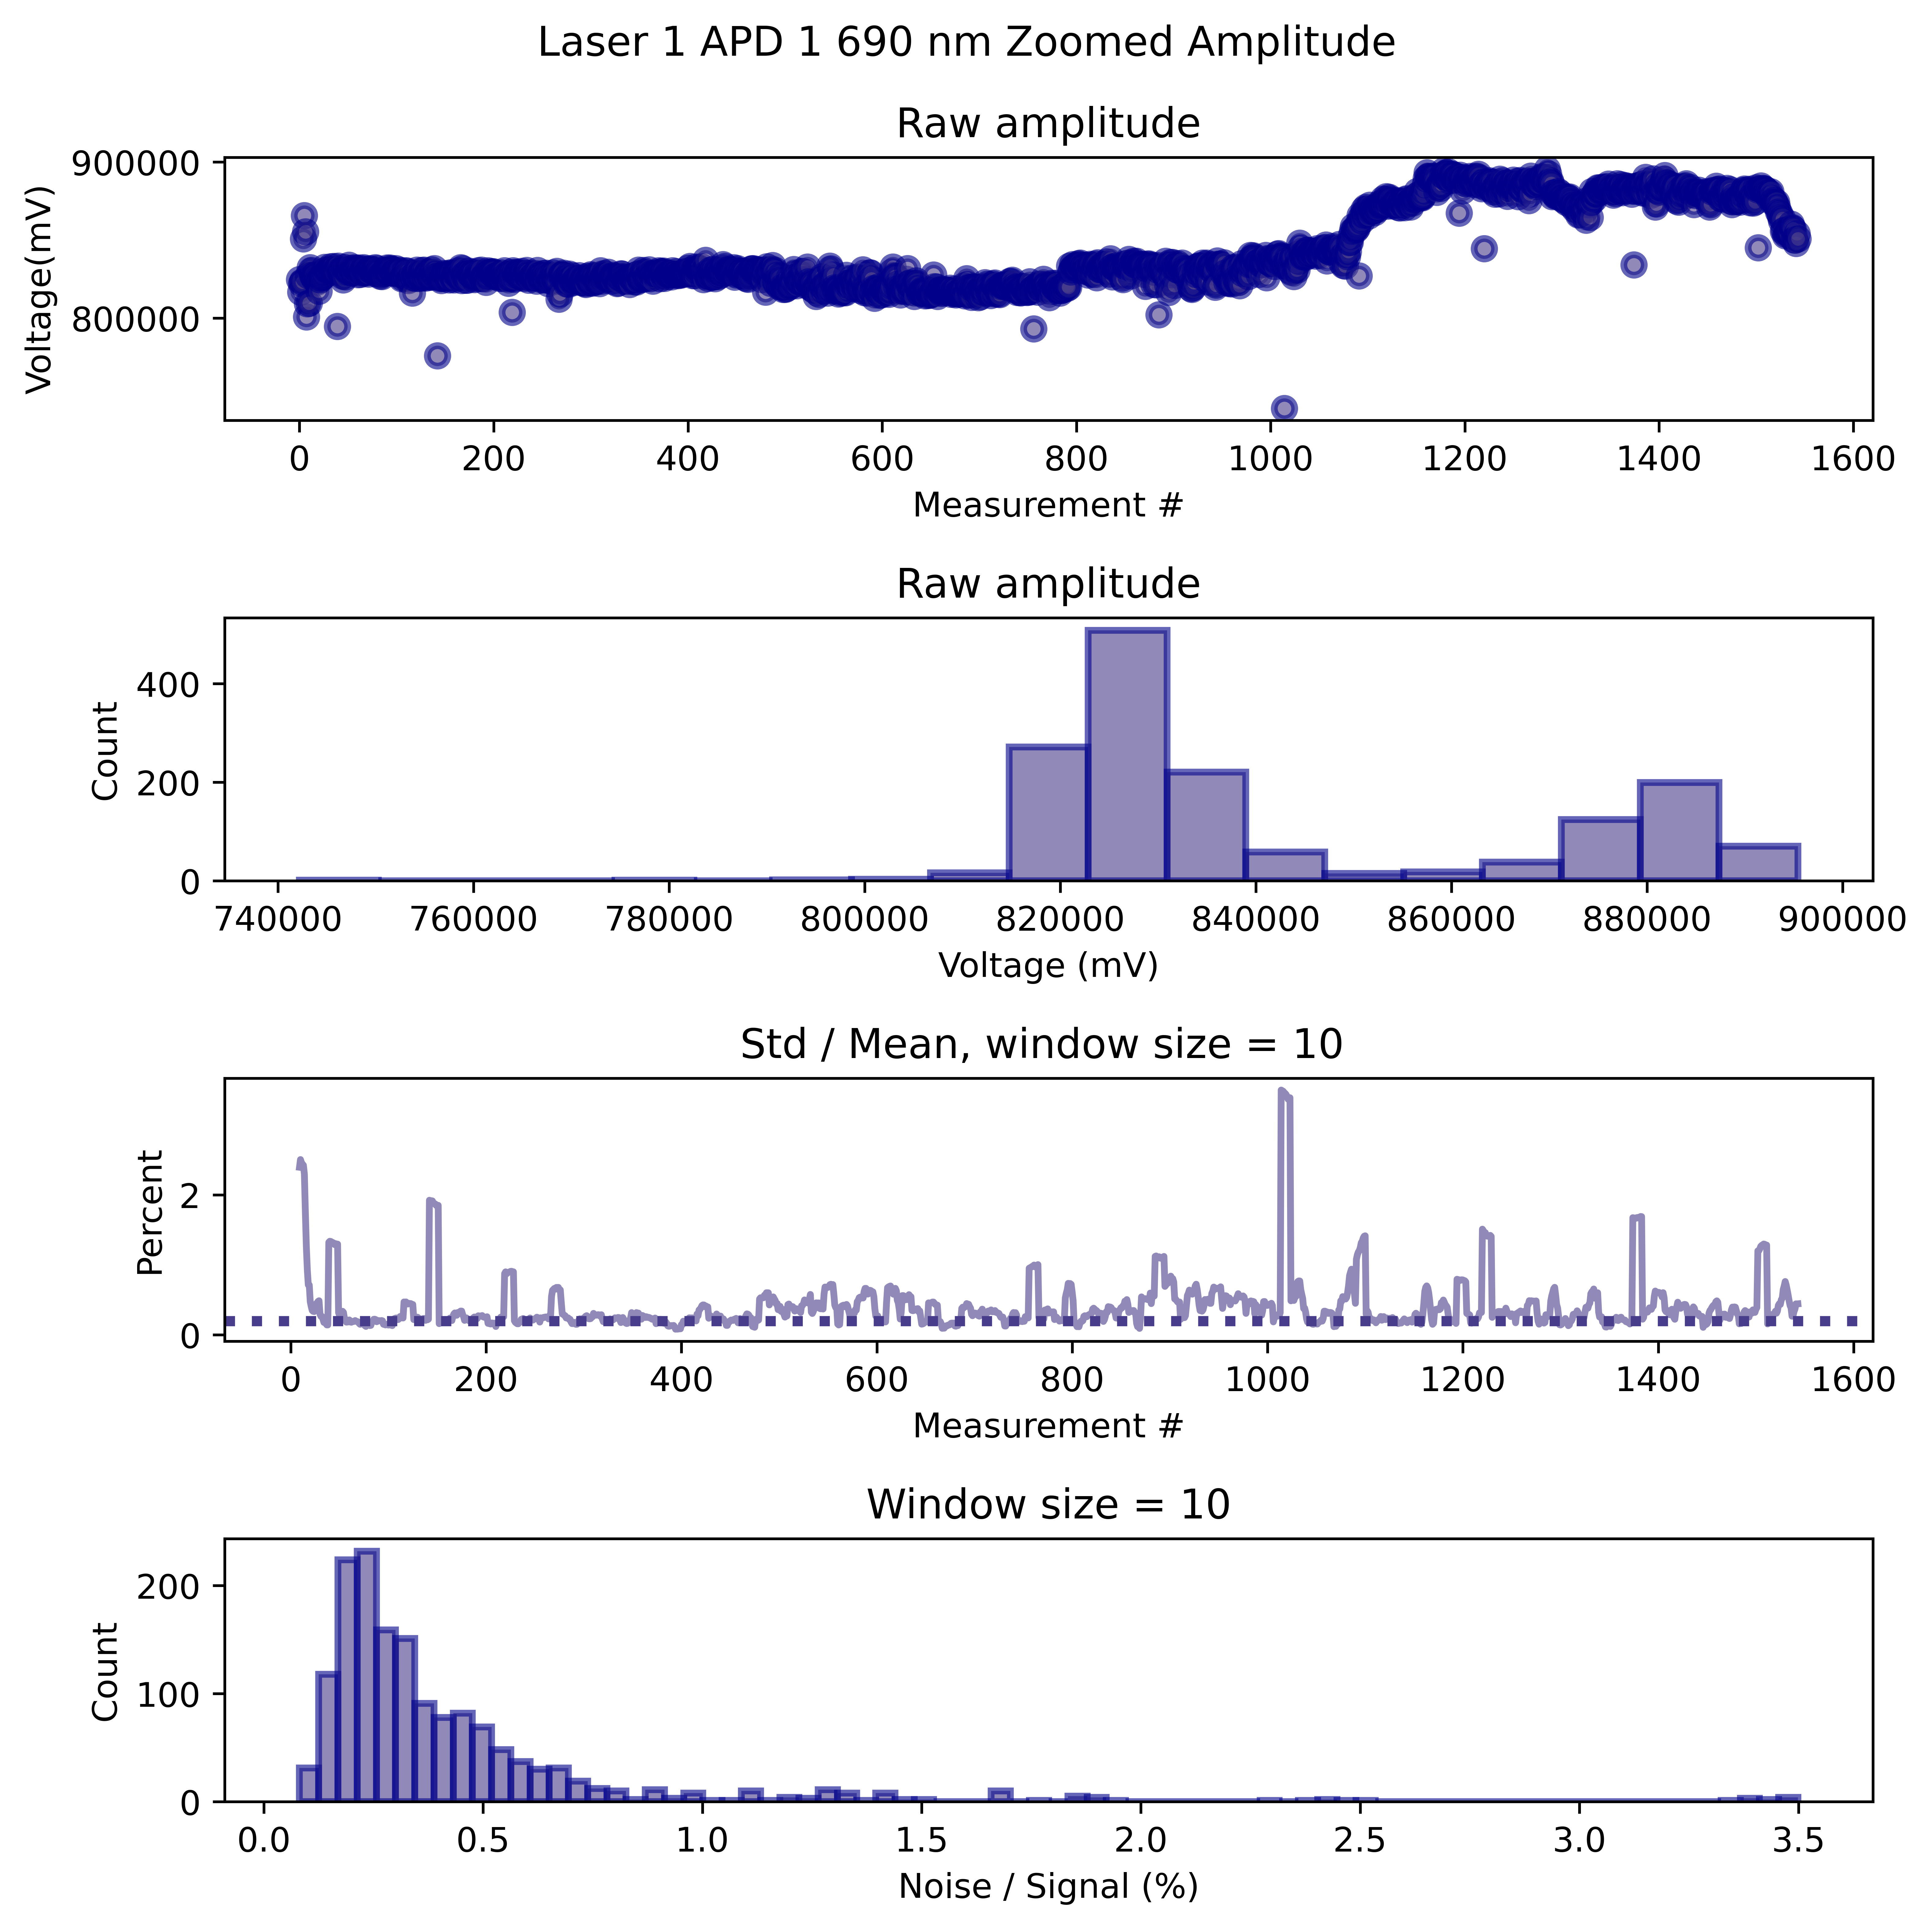 Laser 1 APD 1 690 nm Zoomed Amplitude
Raw amplitude
900000
800000
Voltage(mV)
0 200 400 600 800 1000 1200 1400 1600
Measurement #
Raw amplitude
400
200
0
Count
740000 760000 780000 800000 820000 840000 860000 880000 900000
Voltage (mV)
Std / Mean, window size = 10
2
0
Percent
0 200 400 600 800 1000 1200 1400 1600
Measurement #
Window size = 10
200
100
0
Count
0.0 0.5 1.0 1.5 2.0 2.5 3.0 3.5
Noise / Signal (%)